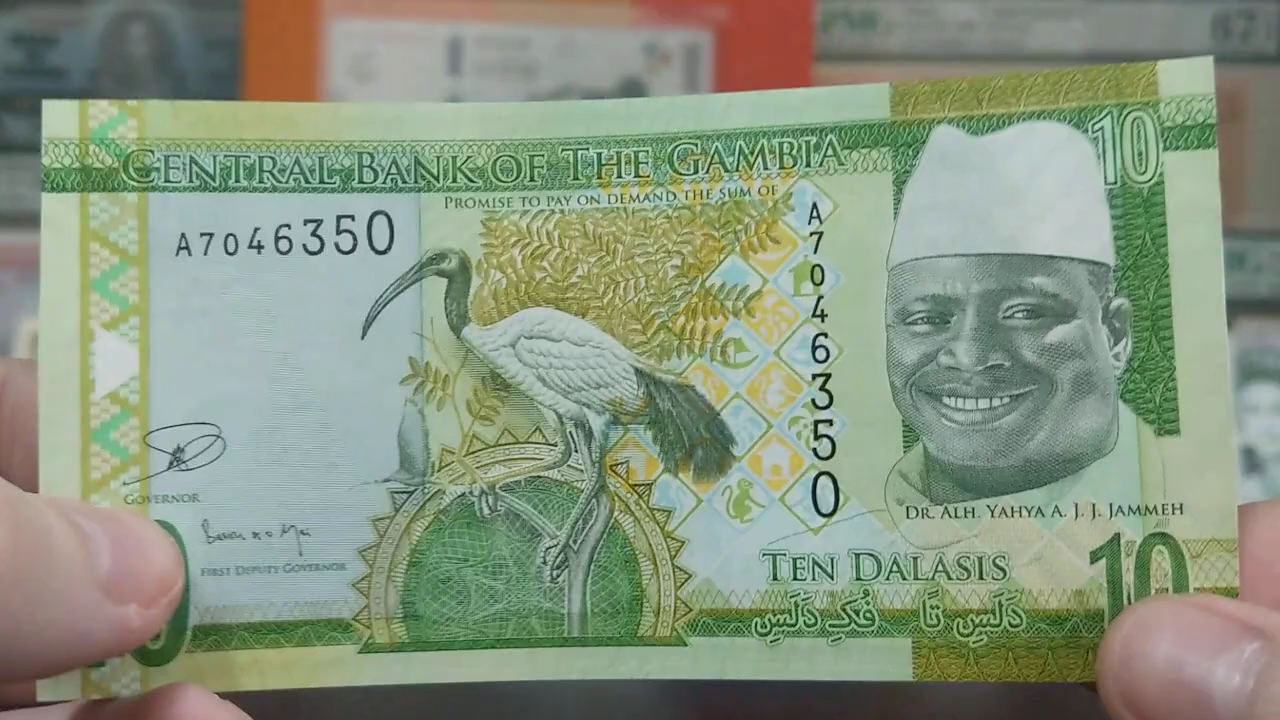 CENTRAL BANK OF THE GAMBIA
10
PROMISE TO PAY ON DEMAND THE SUM OF
A7046350
A7046350
GOVERNOR
FIRST DEPUTY GOVERNOR
DR. ALH. YAHYA A. J. J. JAMMEH
TEN DALASIS
10